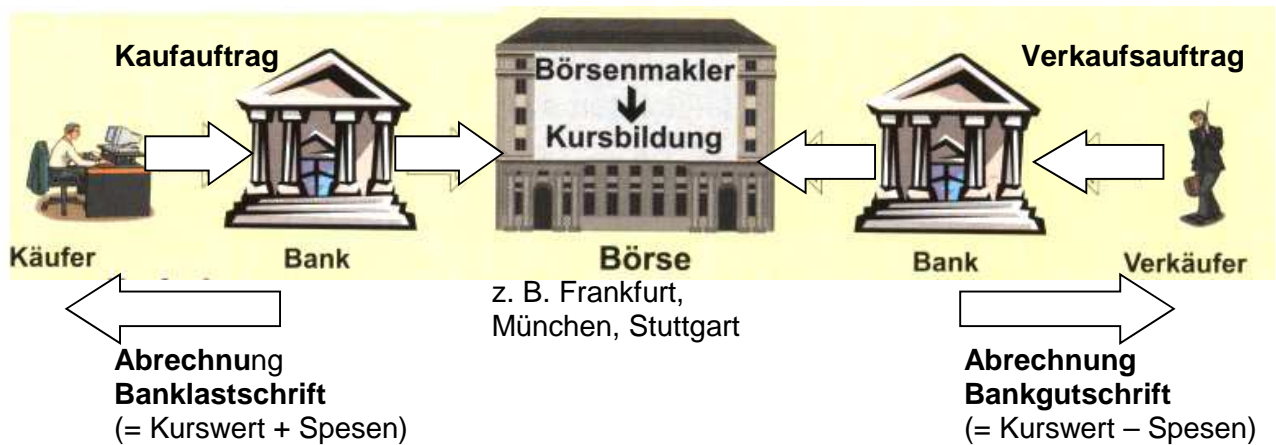 Kaufauftrag
Verkaufsauftrag
Börsenmakler
Kursbildung
Käufer
Bank
Börse
Bank
Verkäufer
z. B. Frankfurt,
München, Stuttgart
Abrechnung
Banklastschrift
(= Kurswert + Spesen)
Abrechnung
Bankgutschrift
(= Kurswert – Spesen)